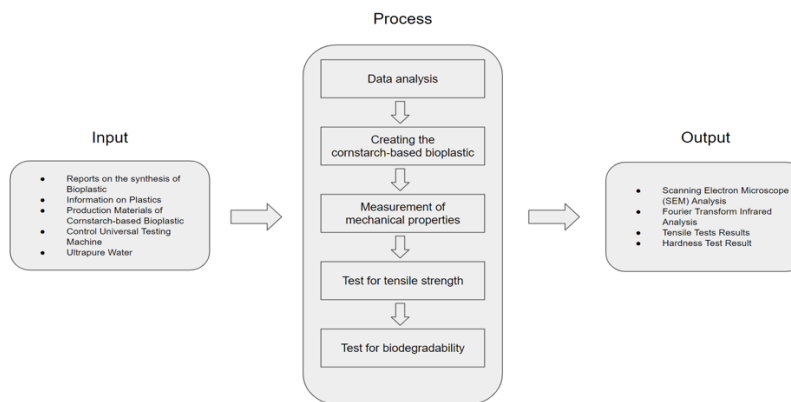 Process
Data analysis
Creating the
cornstarch-based bioplastic
Measurement of
mechanical properties
Test for tensile strength
Test for biodegradability
Input
● Reports on the synthesis of
Bioplastic
● Information on Plastics
● Production Materials of
Cornstarch-based Bioplastic
● Control Universal Testing
Machine
● Ultrapure Water
Output
● Scanning Electron Microscope
(SEM) Analysis
● Fourier Transform Infrared
Analysis
● Tensile Tests Results
● Hardness Test Result